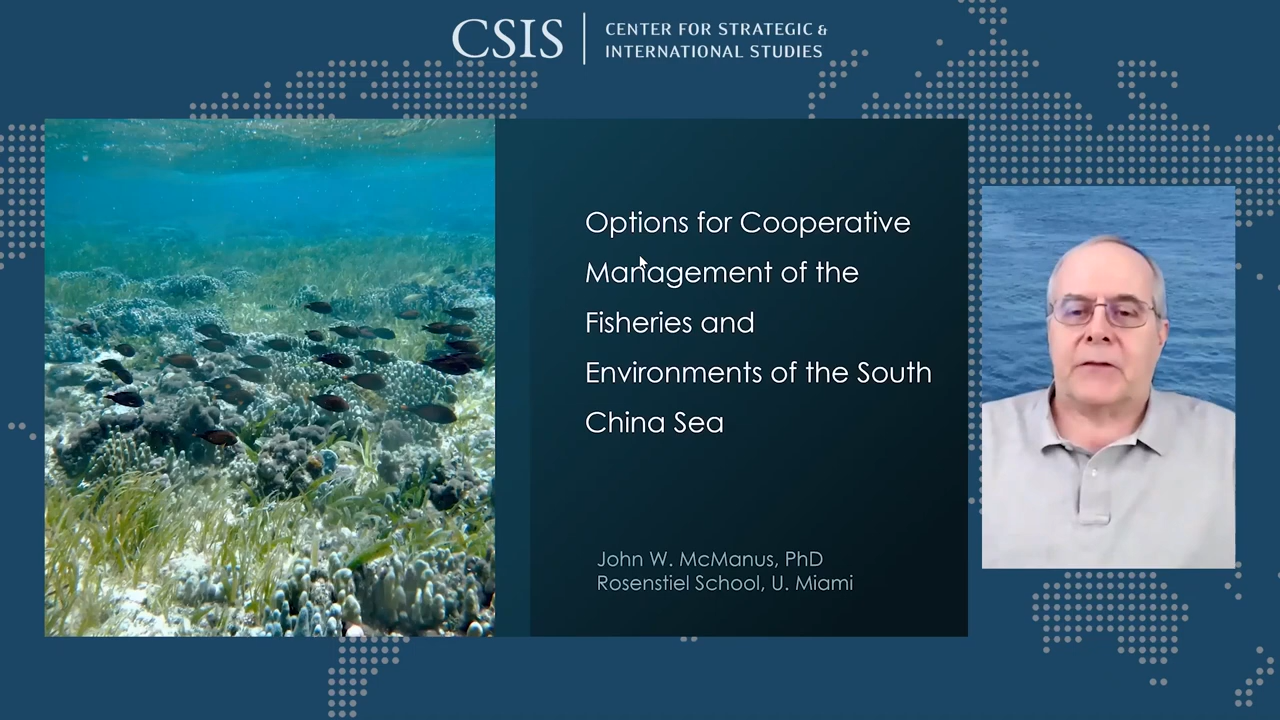 CSIS
CENTER FOR STRATEGIC &
INTERNATIONAL STUDIES
Options for Cooperative
Management of the
Fisheries and
Environments of the South
China Sea
John W. McManus, PhD
Rosenstiel School, U. Miami